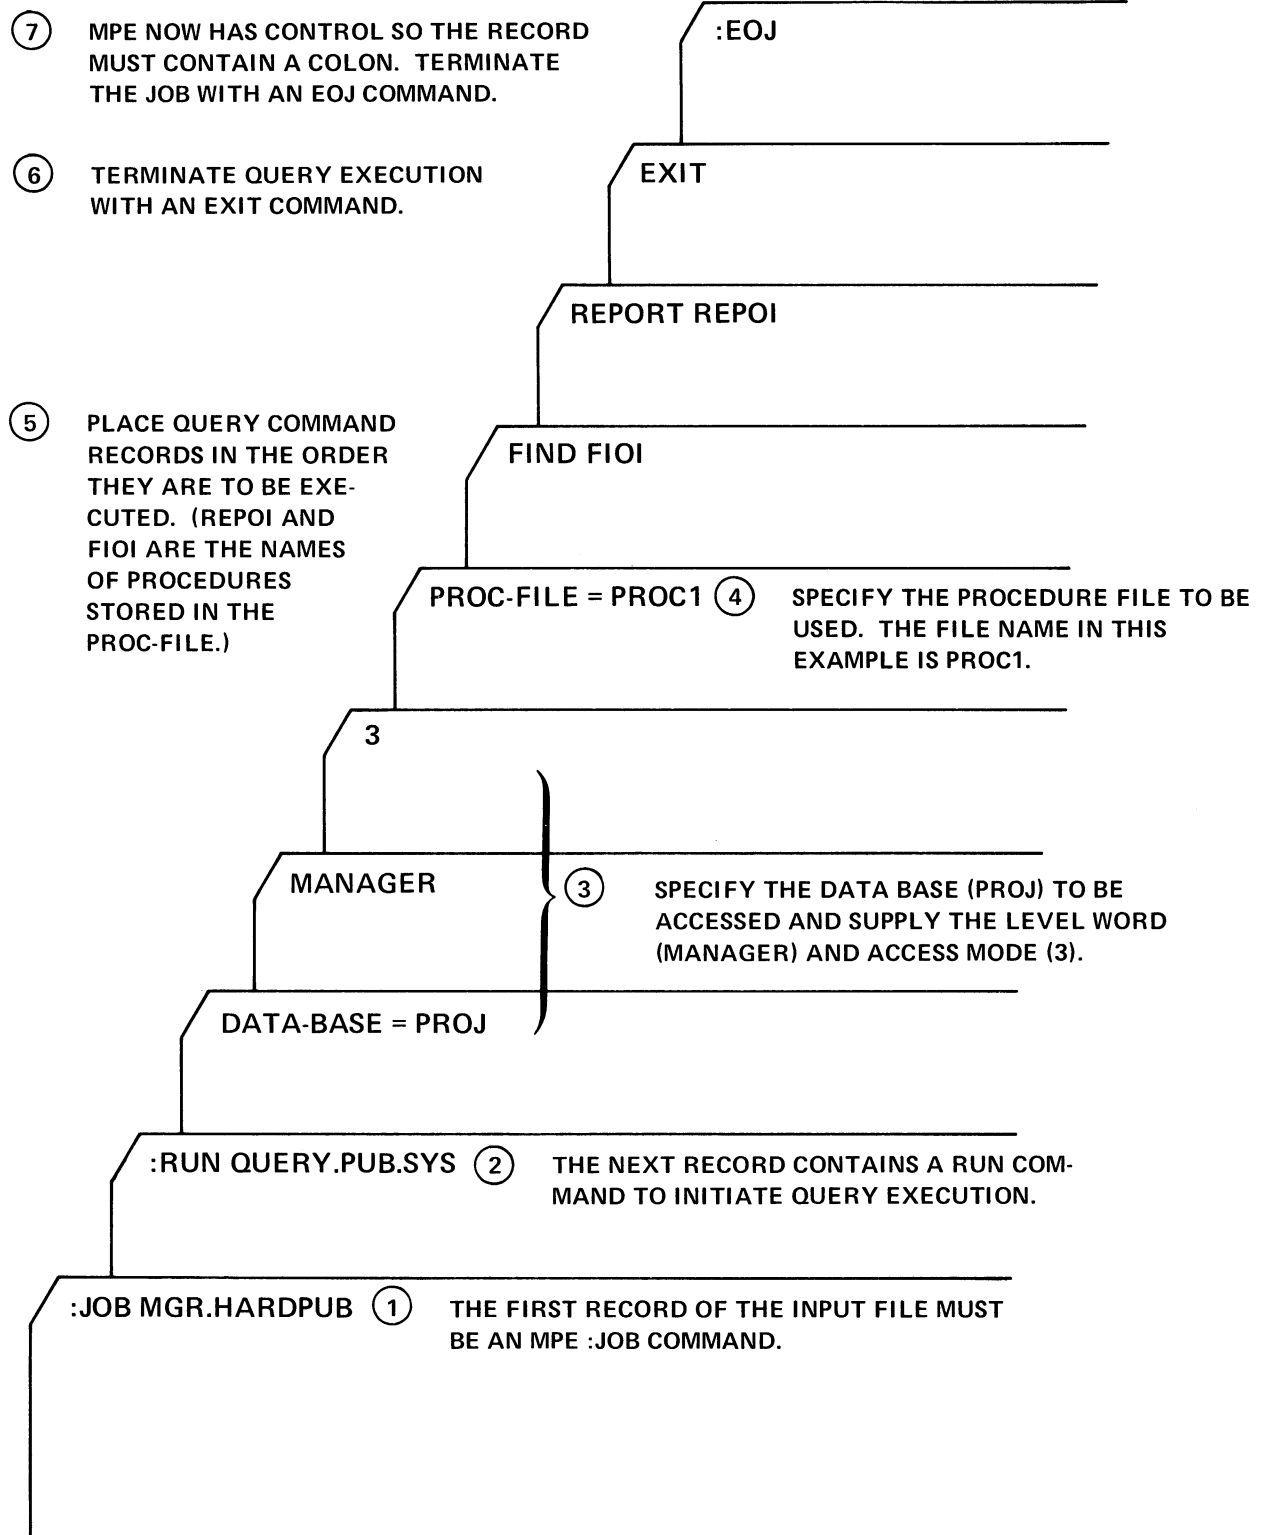 7 MPE NOW HAS CONTROL SO THE RECORD
MUST CONTAIN A COLON. TERMINATE
THE JOB WITH AN EOJ COMMAND.
:EOJ
6 TERMINATE QUERY EXECUTION
WITH AN EXIT COMMAND.
EXIT
REPORT REPOI
5 PLACE QUERY COMMAND
RECORDS IN THE ORDER
THEY ARE TO BE EXE-
CUTED. (REPOI AND
FIOI ARE THE NAMES
OF PROCEDURES
STORED IN THE
PROC-FILE.)
FIND FIOI
PROC-FILE = PROC1 4 SPECIFY THE PROCEDURE FILE TO BE
USED. THE FILE NAME IN THIS
EXAMPLE IS PROC1.
3
MANAGER
3 SPECIFY THE DATA BASE (PROJ) TO BE
ACCESSED AND SUPPLY THE LEVEL WORD
(MANAGER) AND ACCESS MODE (3).
DATA-BASE = PROJ
:RUN QUERY.PUB.SYS 2 THE NEXT RECORD CONTAINS A RUN COM-
MAND TO INITIATE QUERY EXECUTION.
:JOB MGR.HARDPUB 1 THE FIRST RECORD OF THE INPUT FILE MUST
BE AN MPE :JOB COMMAND.